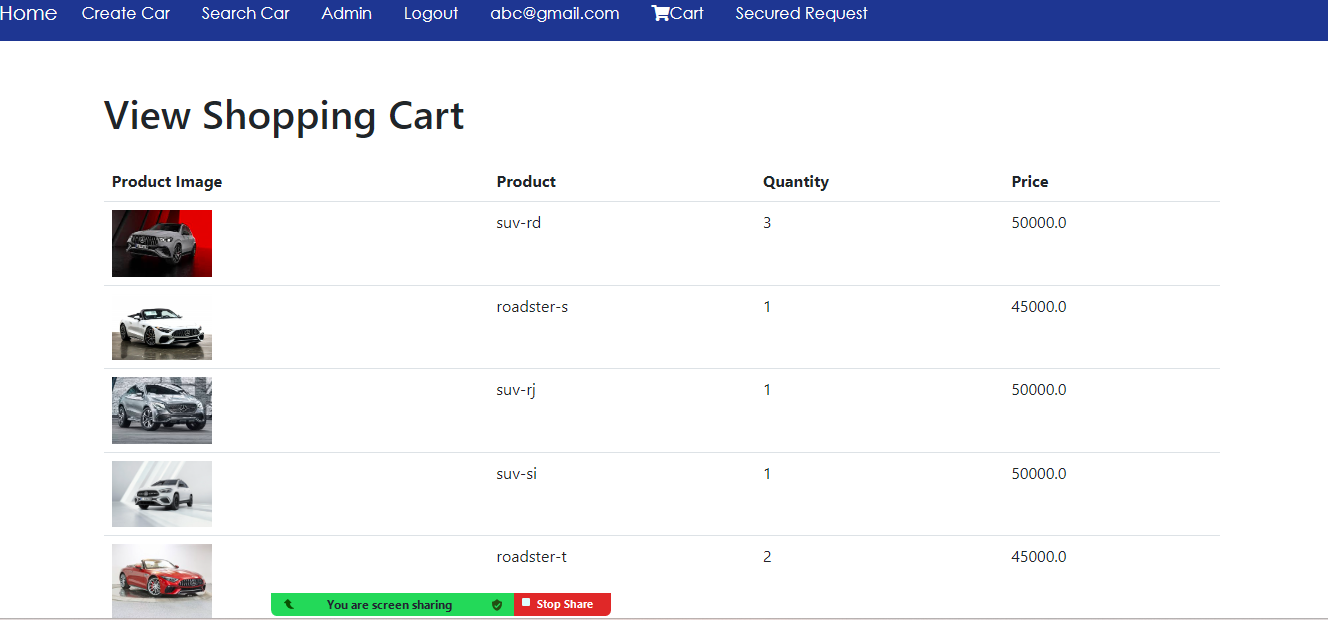 Home Create Car Search Car Admin Logout abc@gmail.com Cart Secured Request
View Shopping Cart
Product Image Product Quantity Price
suv-rd 3 50000.0
roadster-s 1 45000.0
suv-rj 1 50000.0
suv-si 1 50000.0
roadster-t 2 45000.0
You are screen sharing Stop Share